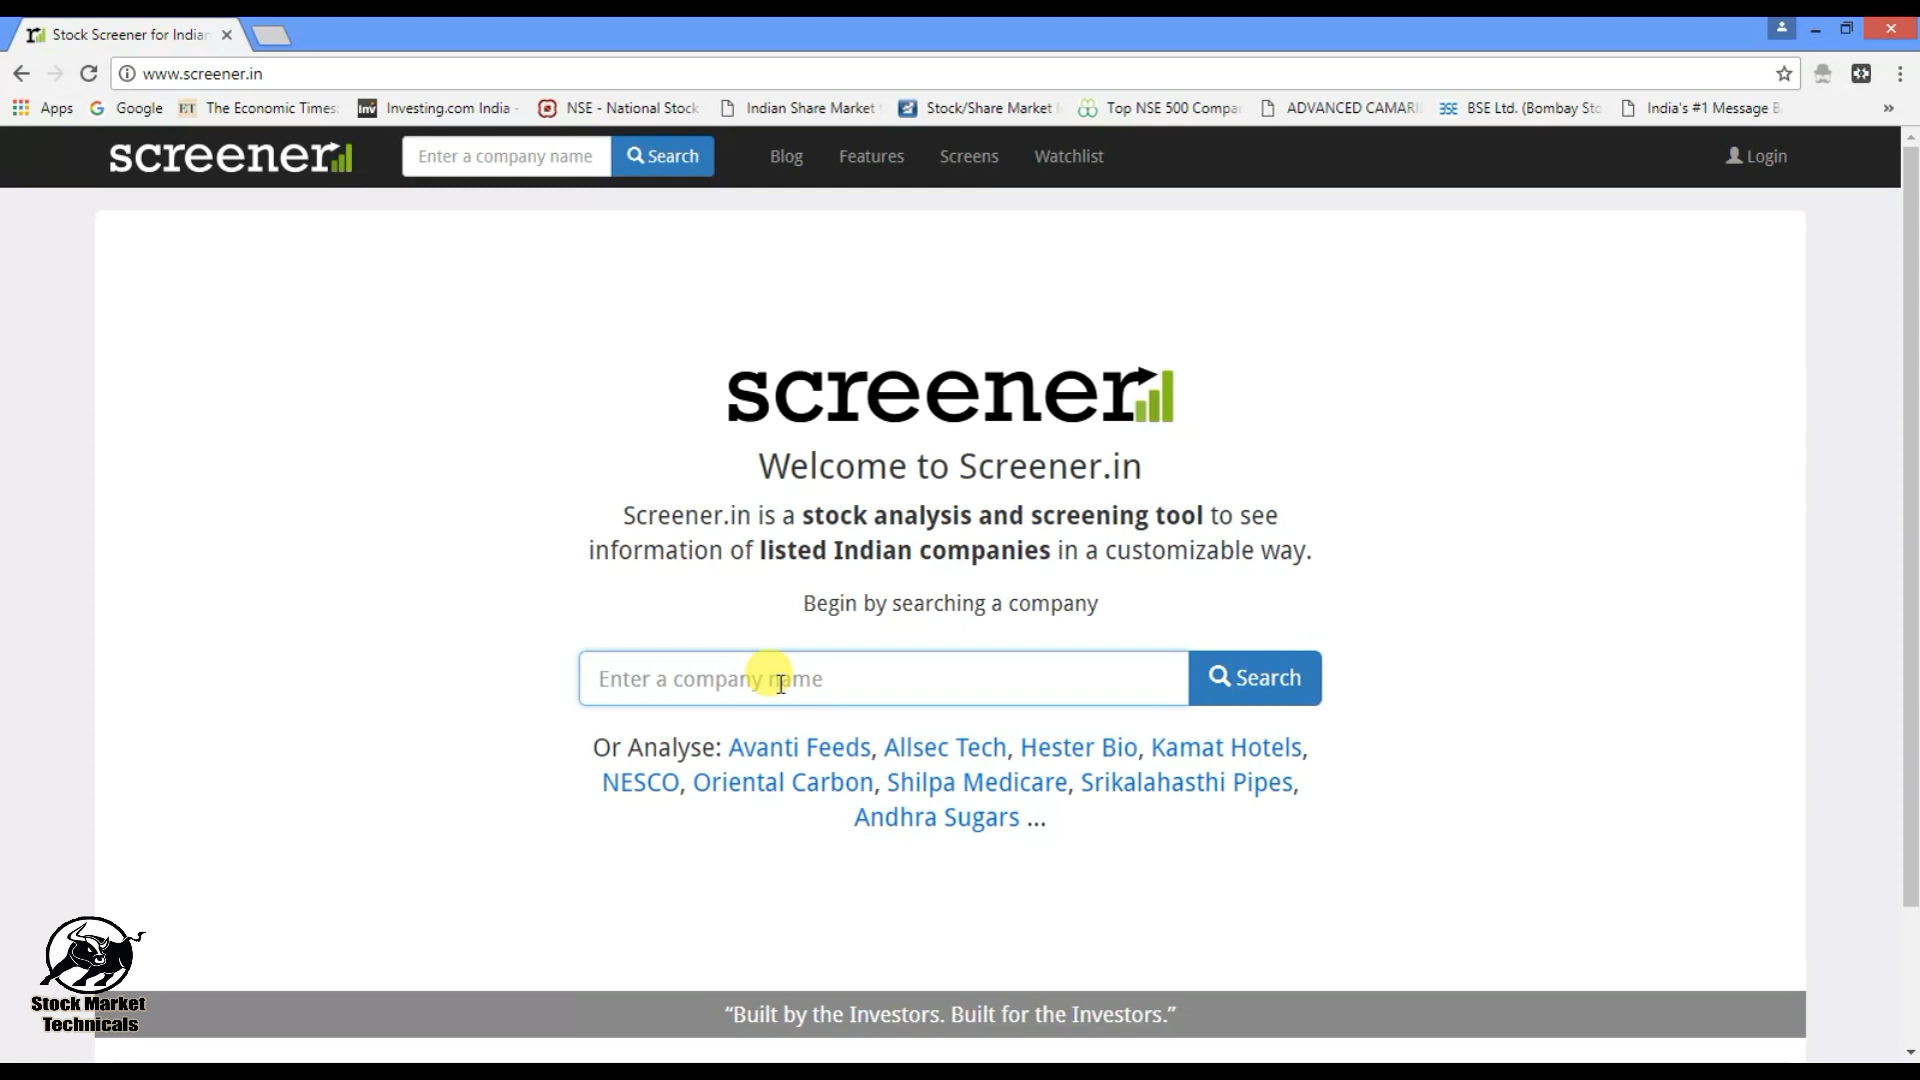 Stock Screener for Indian
www.screener.in
Apps Google ET The Economic Times: Inv Investing.com India - NSE - National Stock Indian Share Market Stock/Share Market Top NSE 500 Compa ADVANCED CAMARI BSE BSE Ltd. (Bombay Sto India's #1 Message B »
screener Enter a company name Search Blog Features Screens Watchlist Login
screener
Welcome to Screener.in
Screener.in is a stock analysis and screening tool to see
information of listed Indian companies in a customizable way.
Begin by searching a company
Enter a company name Search
Or Analyse: Avanti Feeds, Allsec Tech, Hester Bio, Kamat Hotels,
NESCO, Oriental Carbon, Shilpa Medicare, Srikalahasthi Pipes,
Andhra Sugars ...
“Built by the Investors. Built for the Investors.”
Stock Market
Technicals